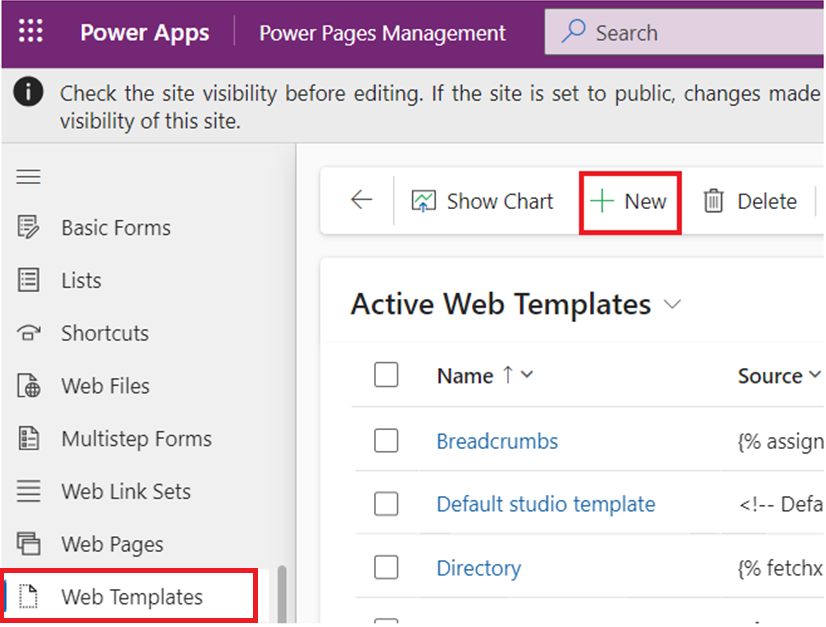 Power Apps
Power Pages Management
Search
Check the site visibility before editing. If the site is set to public, changes made
visibility of this site.
Basic Forms
Lists
Shortcuts
Web Files
Multistep Forms
Web Link Sets
Web Pages
Web Templates
Show Chart
New
Delete
Active Web Templates
Name
Source
Breadcrumbs
{% assign
Default studio template
<!-- Defa
Directory
{% fetchx